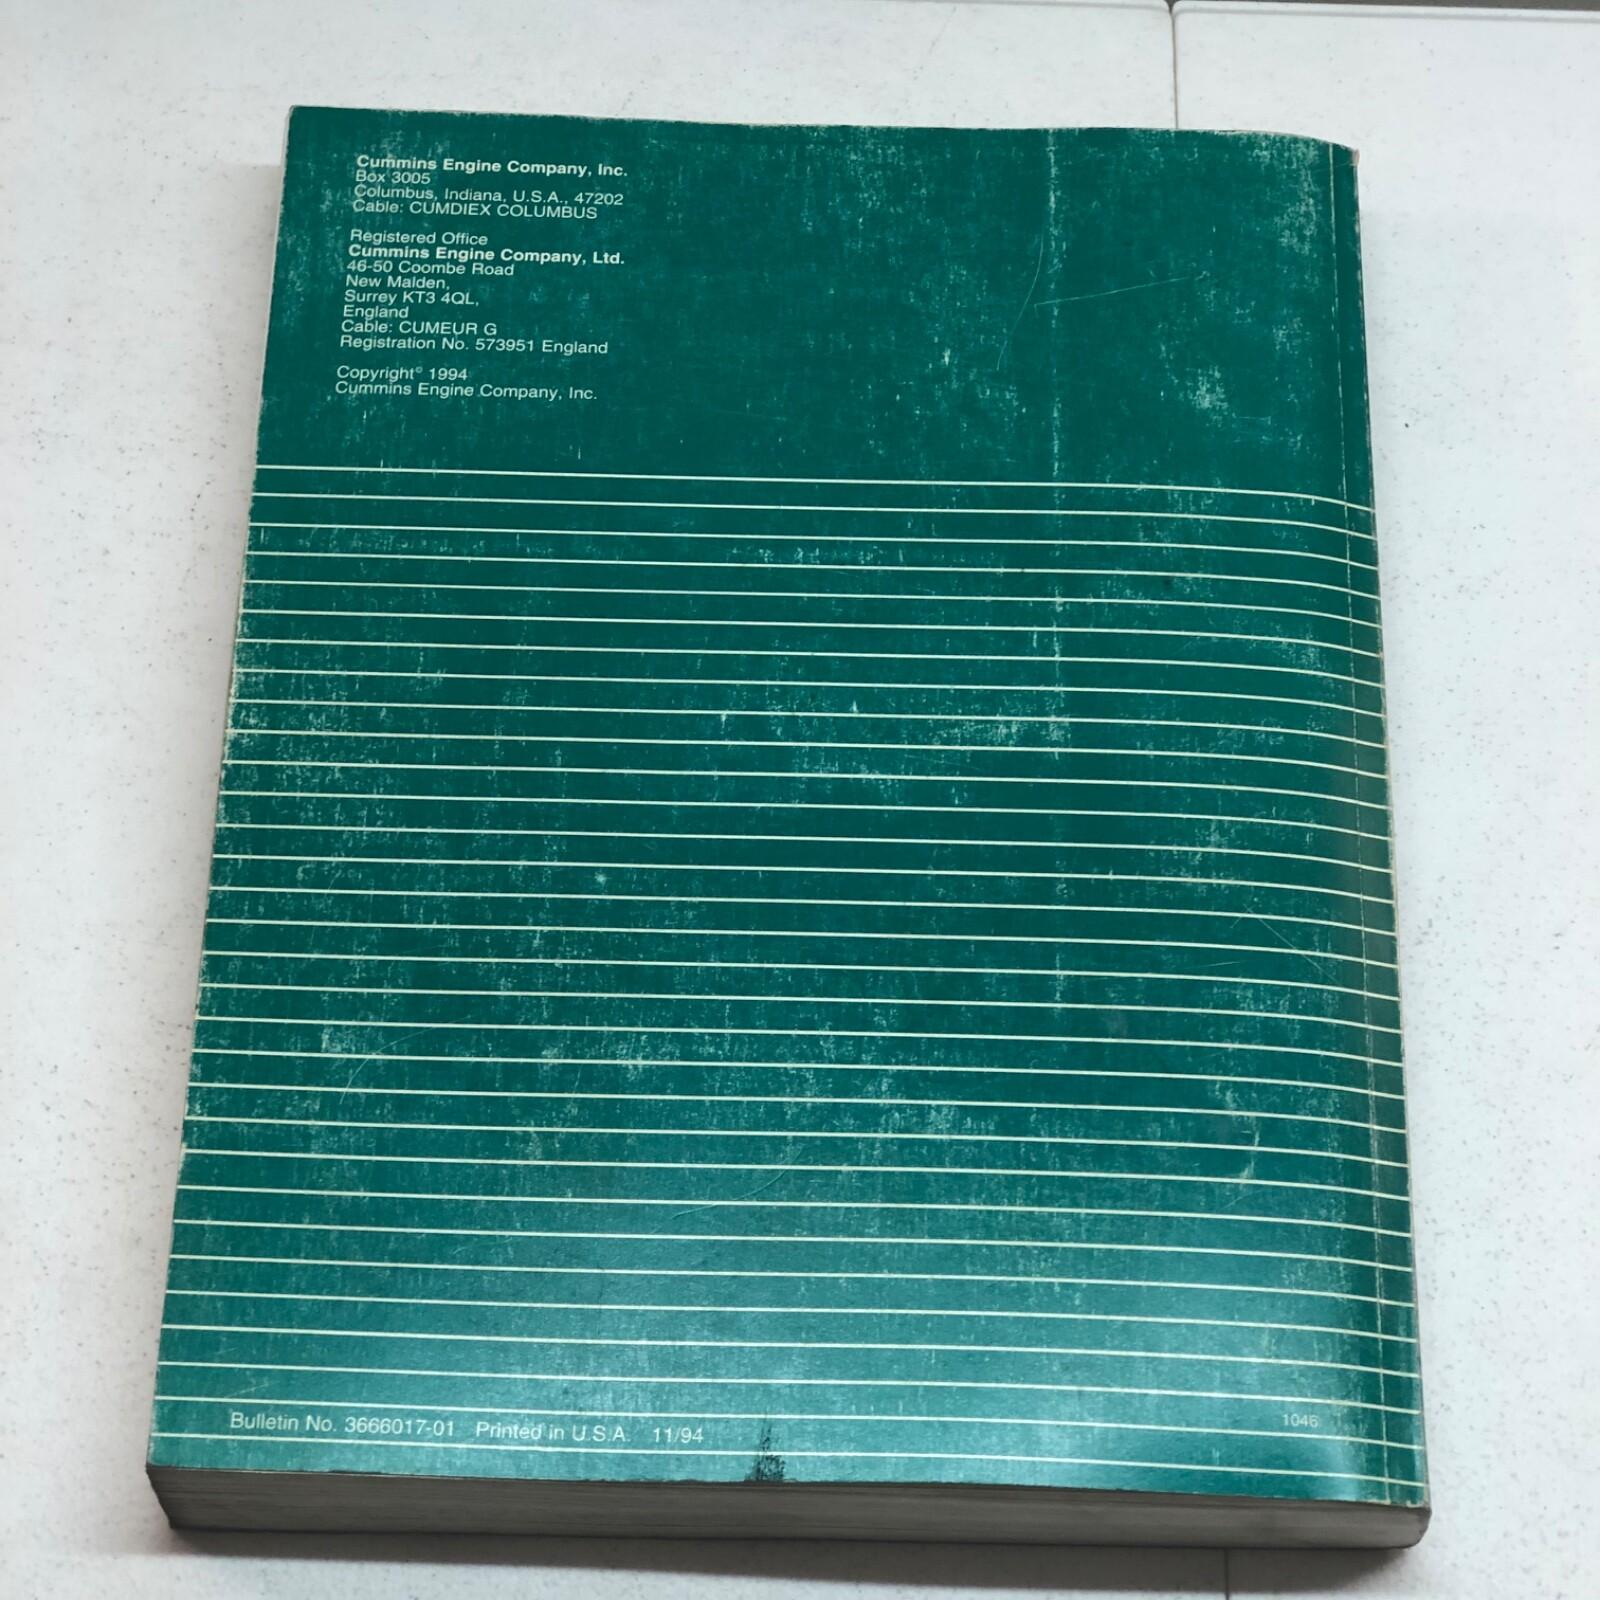 Cummins Engine Company, Inc.
Box 3005
Columbus, Indiana, U.S.A., 47202
Cable: CUMDIEX COLUMBUS
Registered Office
Cummins Engine Company, Ltd.
46-50 Coombe Road
New Malden,
Surrey KT3 4QL,
England
Cable: CUMEUR G
Registration No. 573951 England
Copyright© 1994
Cummins Engine Company, Inc.
Bulletin No. 3666017-01 Printed in U.S.A. 11/94
1046